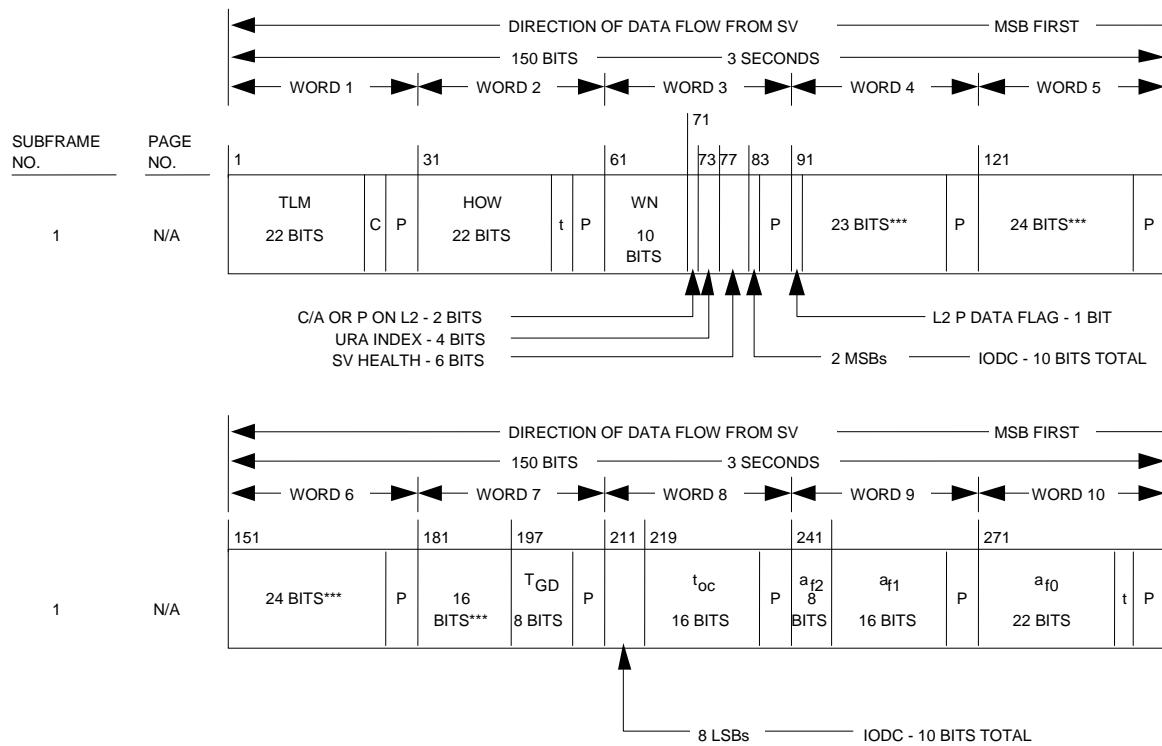 DIRECTION OF DATA FLOW FROM SV MSB FIRST
150 BITS 3 SECONDS
WORD 1 WORD 2 WORD 3 WORD 4 WORD 5
SUBFRAME NO. PAGE NO.
71
1 31 61 73 77 83 91 121
TLM 22 BITS C P HOW 22 BITS t P WN 10 BITS P 23 BITS*** P 24 BITS*** P
1 N/A
C/A OR P ON L2 - 2 BITS
URA INDEX - 4 BITS
SV HEALTH - 6 BITS
L2 P DATA FLAG - 1 BIT
2 MSBs IODC - 10 BITS TOTAL
DIRECTION OF DATA FLOW FROM SV MSB FIRST
150 BITS 3 SECONDS
WORD 6 WORD 7 WORD 8 WORD 9 WORD 10
151 181 197 211 219 241 271
24 BITS*** P 16 BITS*** TGD 8 BITS P toc 16 BITS P af2 8 BITS af1 16 BITS P af0 22 BITS t P
1 N/A
8 LSBs IODC - 10 BITS TOTAL